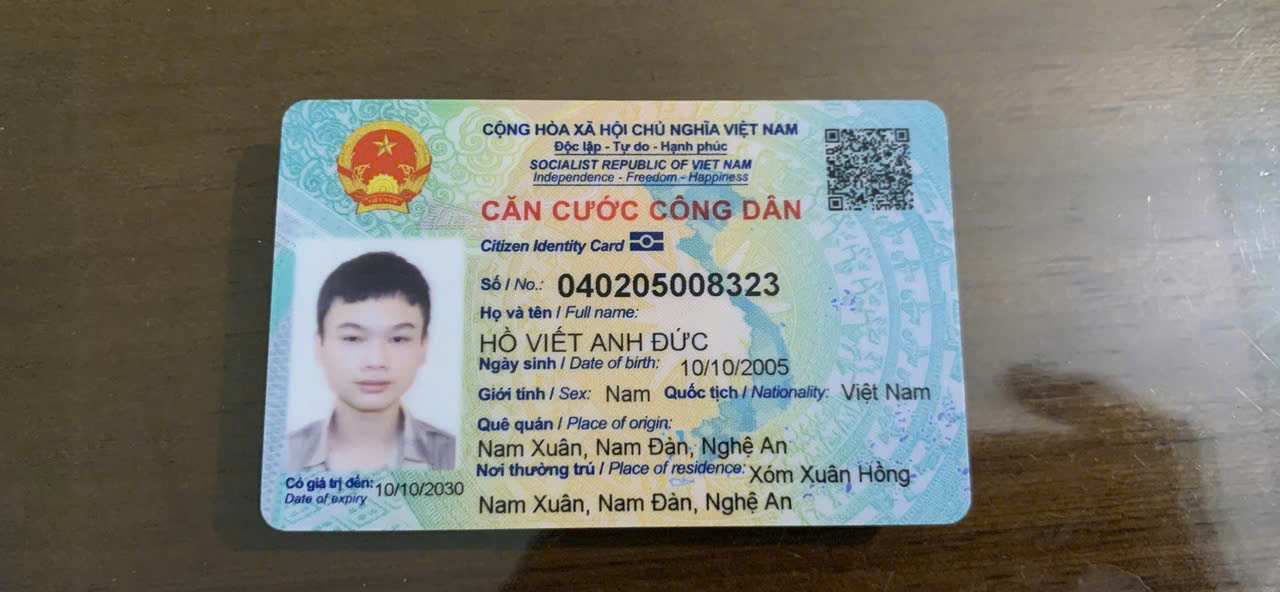 CỘNG HÒA XÃ HỘI CHỦ NGHĨA VIỆT NAM
Độc lập - Tự do - Hạnh phúc
SOCIALIST REPUBLIC OF VIET NAM
Independence - Freedom - Happiness
CĂN CƯỚC CÔNG DÂN
Citizen Identity Card
Số / No.: 040205008323
Họ và tên / Full name:
HỒ VIẾT ANH ĐỨC
Ngày sinh / Date of birth: 10/10/2005
Giới tính / Sex: Nam Quốc tịch / Nationality: Việt Nam
Quê quán / Place of origin:
Nam Xuân, Nam Đàn, Nghệ An
Nơi thường trú / Place of residence: Xóm Xuân Hồng
Nam Xuân, Nam Đàn, Nghệ An
Có giá trị đến: 10/10/2030
Date of expiry
VIỆT NAM